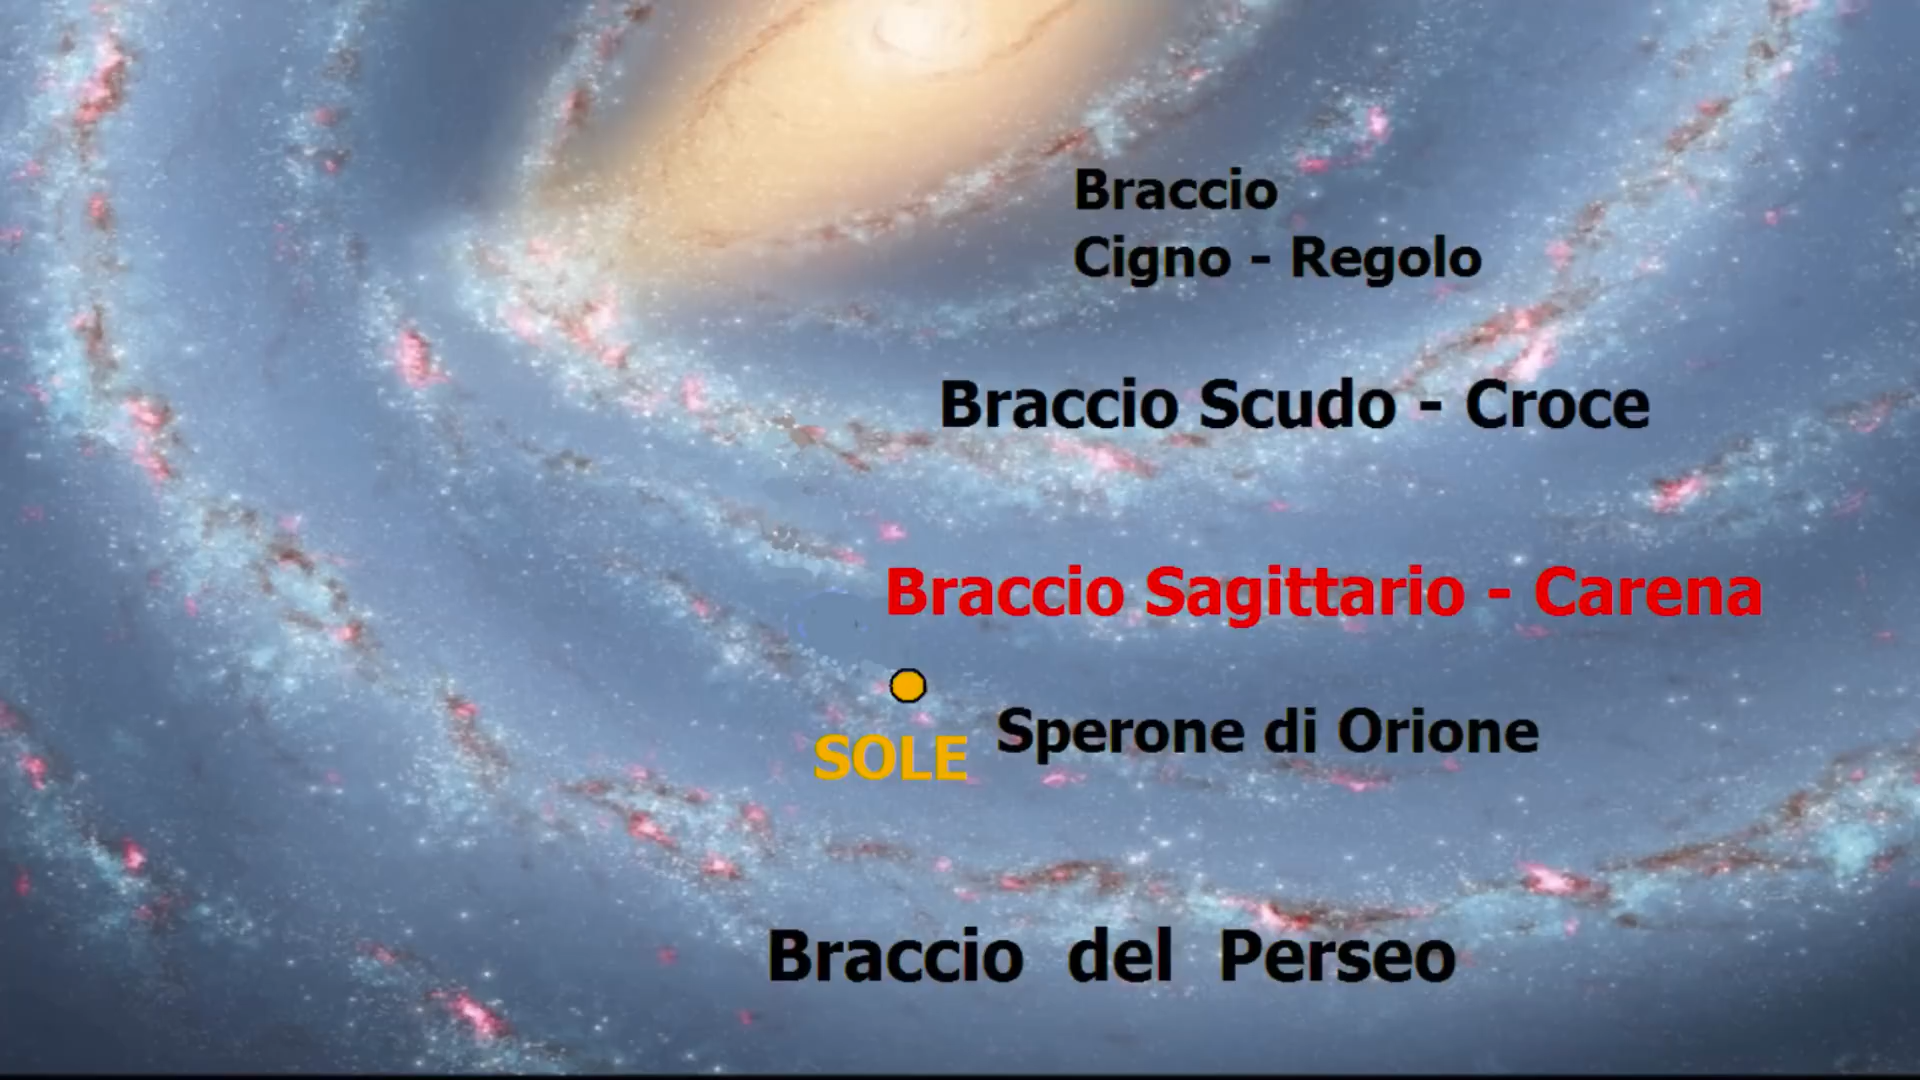 Braccio
Cigno - Regolo
Braccio Scudo - Croce
Braccio Sagittario - Carena
SOLE
Sperone di Orione
Braccio del Perseo